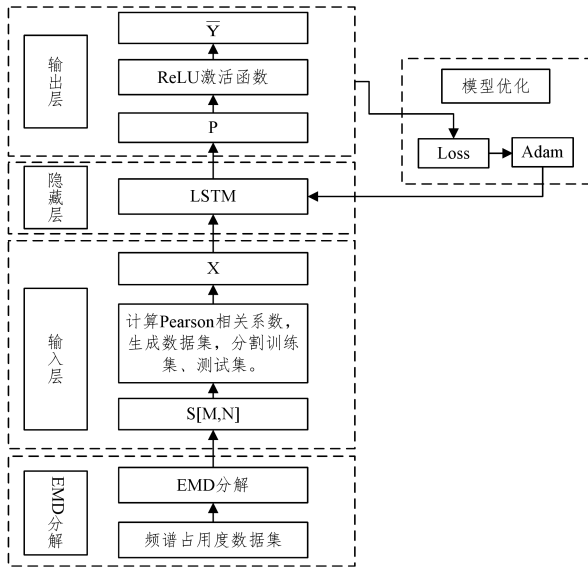 Ȳ
输出层
ReLU激活函数
P
模型优化
Loss
Adam
隐藏层
LSTM
X
输入层
计算Pearson相关系数,
生成数据集,分割训练
集、测试集。
S[M,N]
EMD分解
EMD分解
频谱占用度数据集